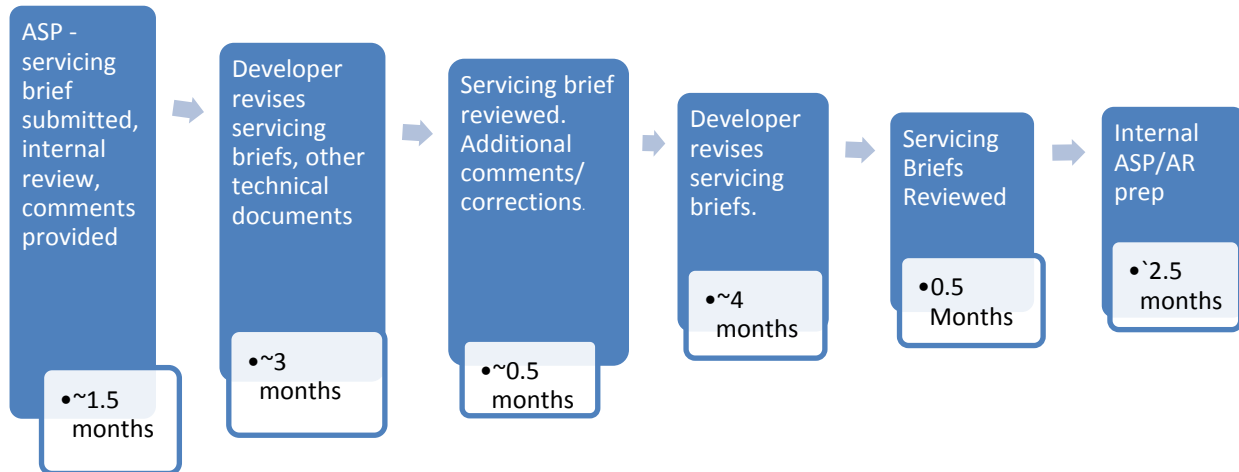 ASP -
servicing
brief
submitted,
internal
review,
comments
provided
•~1.5
months
Developer
revises
servicing
briefs, other
technical
documents
•~3
months
Servicing brief
reviewed.
Additional
comments/
corrections.
•~0.5
months
Developer
revises
servicing
briefs.
•~4
months
Servicing
Briefs
Reviewed
•0.5
Months
Internal
ASP/AR
prep
•`2.5
months